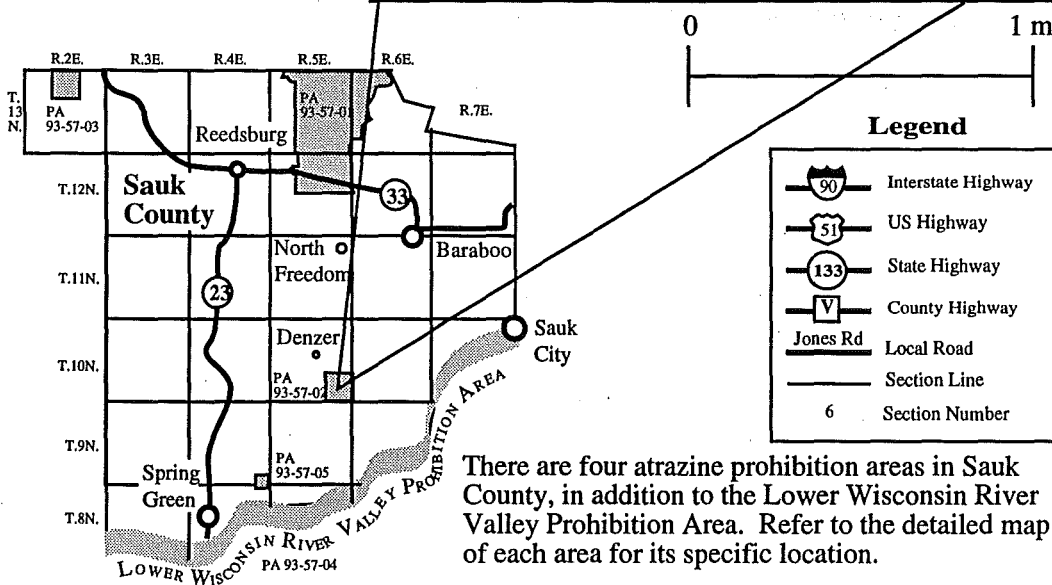 0 1 m
R.2E. R.3E. R.4E. R.5E. R.6E.
R.7E.
T.
13
N.
PA
93-57-03
PA
93-57-01
Reedsburg
T.12N.
Sauk
County
33
North
Freedom
Baraboo
T.11N.
23
Denzer
Sauk
City
T.10N.
PA
93-57-02
T.9N.
PA
93-57-05
Spring
Green
T.8N.
LOWER WISCONSIN RIVER VALLEY PROHIBITION AREA
PA 93-57-04
Legend
90 Interstate Highway
51 US Highway
133 State Highway
V County Highway
Jones Rd Local Road
Section Line
6 Section Number
There are four atrazine prohibition areas in Sauk
County, in addition to the Lower Wisconsin River
Valley Prohibition Area. Refer to the detailed map
of each area for its specific location.